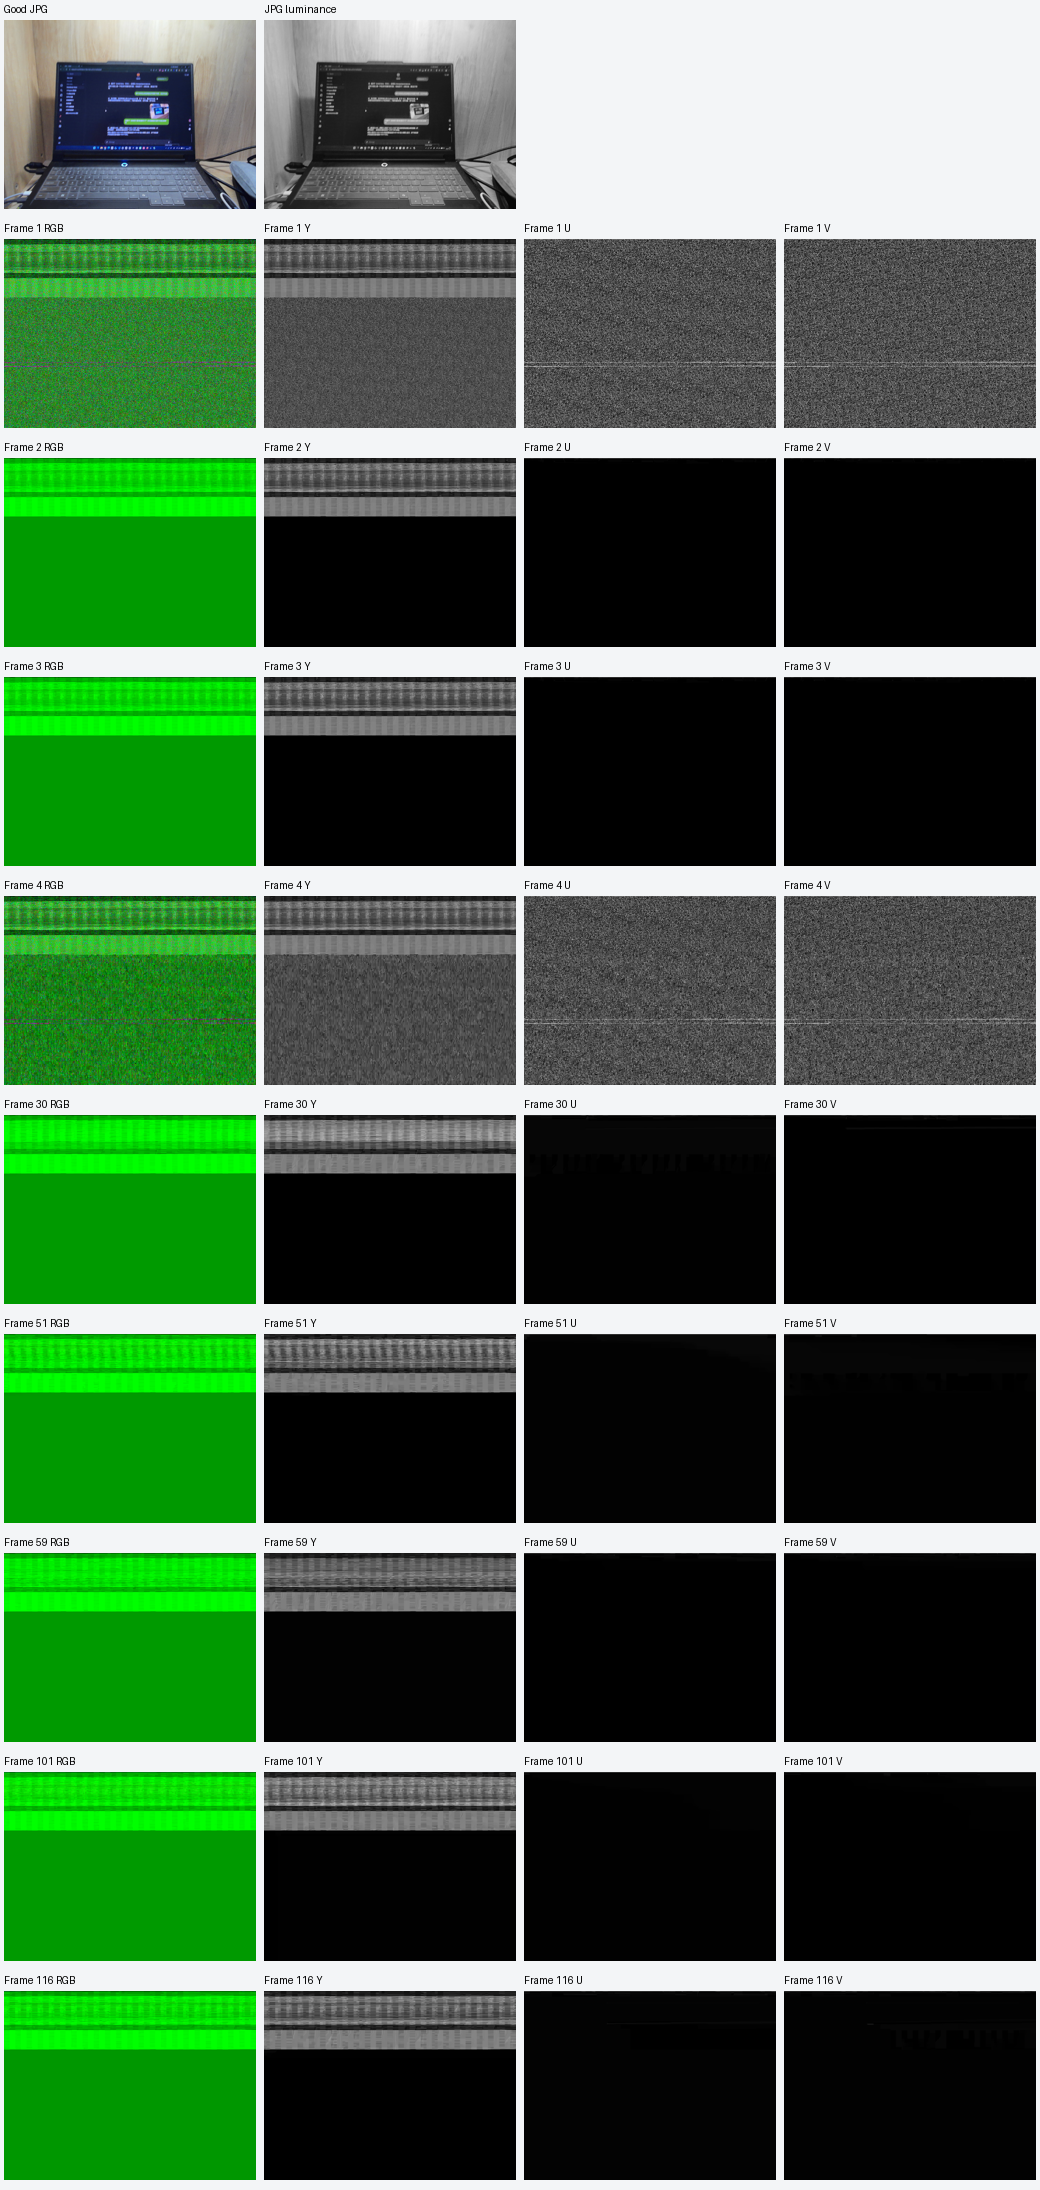 Good JPG
JPG luminance
Frame 1 RGB
Frame 1 Y
Frame 1 U
Frame 1 V
Frame 2 RGB
Frame 2 Y
Frame 2 U
Frame 2 V
Frame 3 RGB
Frame 3 Y
Frame 3 U
Frame 3 V
Frame 4 RGB
Frame 4 Y
Frame 4 U
Frame 4 V
Frame 30 RGB
Frame 30 Y
Frame 30 U
Frame 30 V
Frame 51 RGB
Frame 51 Y
Frame 51 U
Frame 51 V
Frame 59 RGB
Frame 59 Y
Frame 59 U
Frame 59 V
Frame 101 RGB
Frame 101 Y
Frame 101 U
Frame 101 V
Frame 116 RGB
Frame 116 Y
Frame 116 U
Frame 116 V